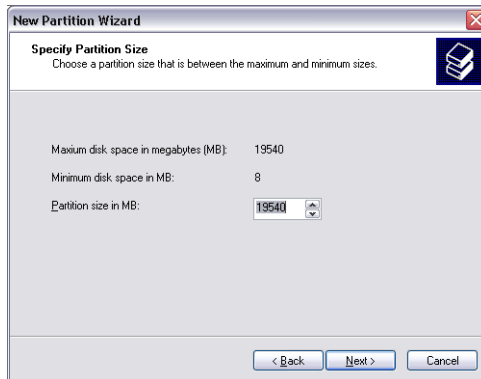 New Partition Wizard
Specify Partition Size
Choose a partition size that is between the maximum and minimum sizes.
Maxium disk space in megabytes (MB): 19540
Minimum disk space in MB: 8
Partition size in MB: 19540
< Back Next > Cancel